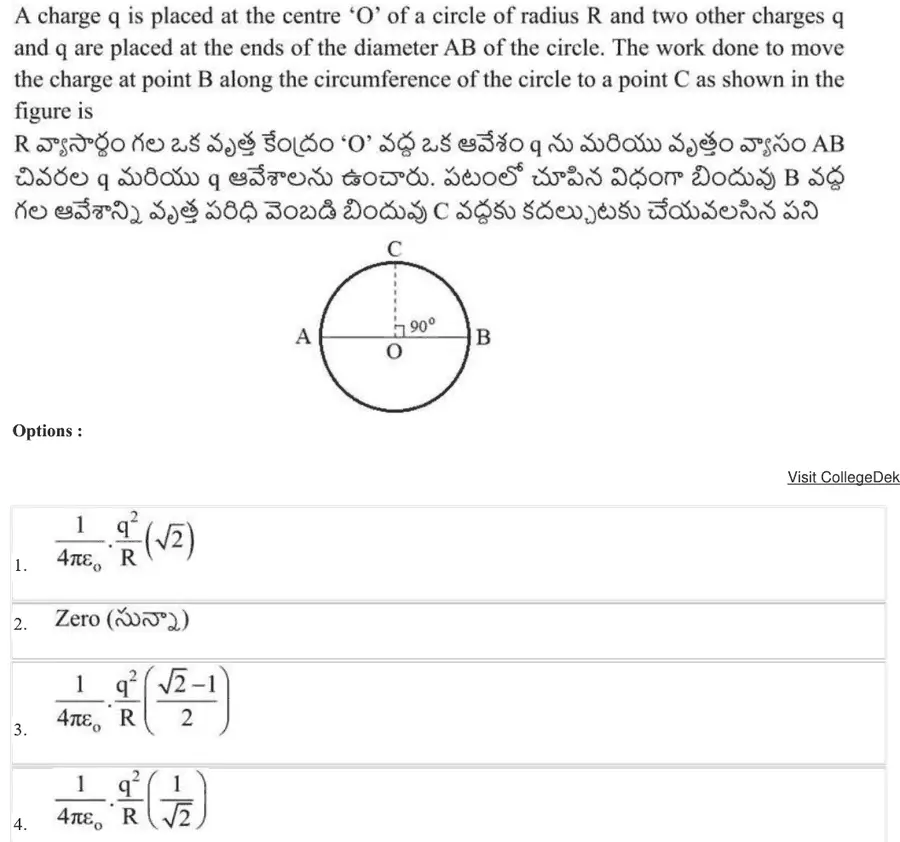 A charge q is placed at the centre ‘O’ of a circle of radius R and two other charges q
and q are placed at the ends of the diameter AB of the circle. The work done to move
the charge at point B along the circumference of the circle to a point C as shown in the
figure is
R వ్యాసార్థం గల ఒక వృత్త కేంద్రం ‘O’ వద్ద ఒక ఆవేశం q ను మరియు వృత్తం వ్యాసం AB
చివరల q మరియు q ఆవేశాలను ఉంచారు. పటంలో చూపిన విధంగా బిందువు B వద్ద
గల ఆవేశాన్ని వృత్త పరిధి వెంబడి బిందువు C వద్దకు కదల్చుటకు చేయవలసిన పని
C
A 90° B
O
Options :
Visit CollegeDek
1. 1/(4πε₀) · q²/R (√2)
2. Zero (సున్నా)
3. 1/(4πε₀) · q²/R ((√2−1)/2)
4. 1/(4πε₀) · q²/R (1/√2)